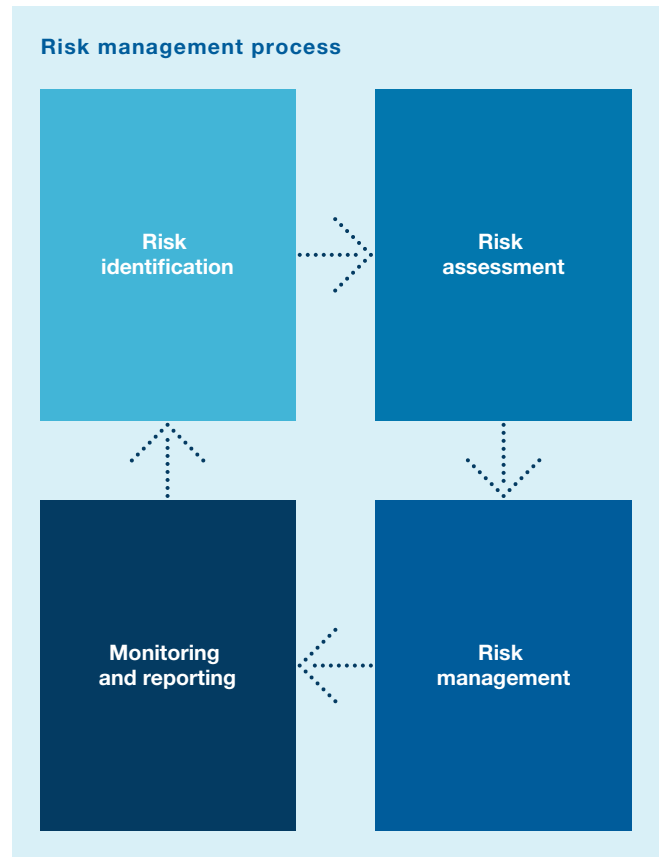 Risk management process
Risk
identification
Risk
assessment
Monitoring
and reporting
Risk
management